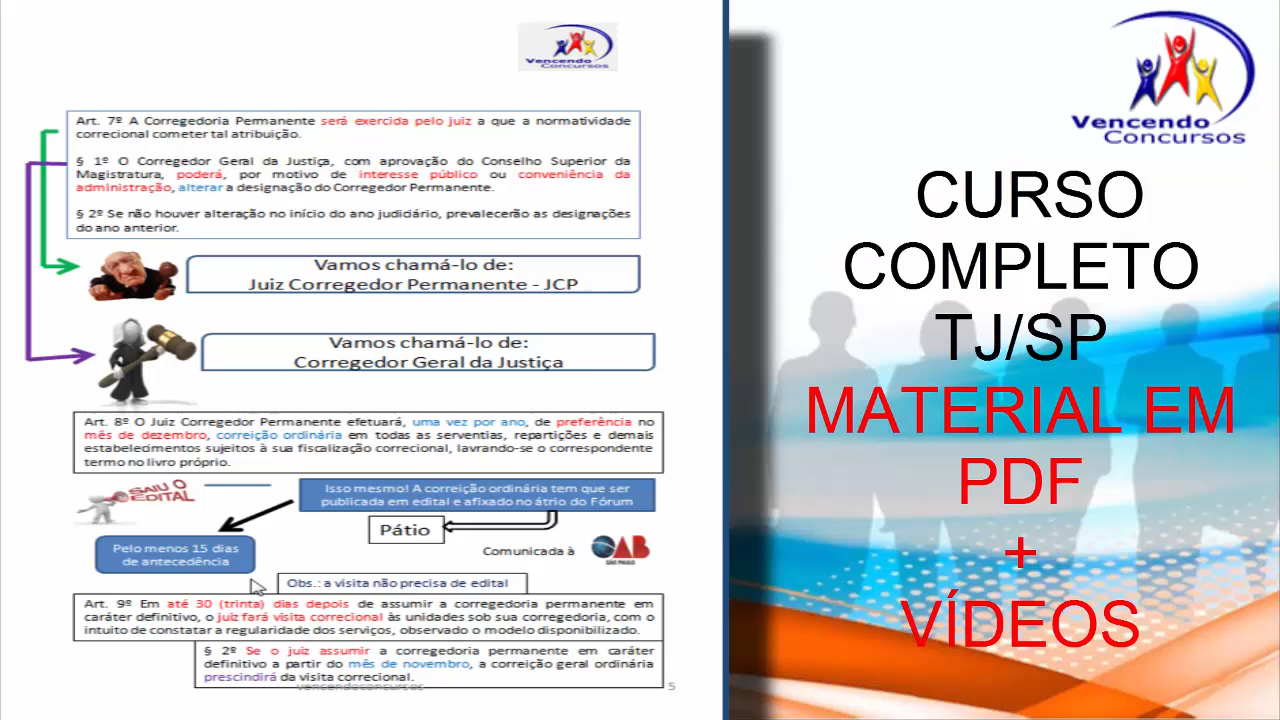 Vencendo
Concursos
Art. 7º A Corregedoria Permanente será exercida pelo juiz a que a normatividade
correcional cometer tal atribuição.
§ 1º O Corregedor Geral da Justiça, com aprovação do Conselho Superior da
Magistratura, poderá, por motivo de interesse público ou conveniência da
administração, alterar a designação do Corregedor Permanente.
§ 2º Se não houver alteração no início do ano judiciário, prevalecerão as designações
do ano anterior.
Vamos chamá-lo de:
Juiz Corregedor Permanente - JCP
Vamos chamá-lo de:
Corregedor Geral da Justiça
Art. 8º O Juiz Corregedor Permanente efetuará, uma vez por ano, de preferência no
mês de dezembro, correição ordinária em todas as serventias, repartições e demais
estabelecimentos sujeitos à sua fiscalização correcional, lavrando-se o correspondente
termo no livro próprio.
SAIU O
EDITAL
Isso mesmo! A correição ordinária tem que ser
publicada em edital e afixado no átrio do Fórum
Pátio
Pelo menos 15 dias
de antecedência
Comunicada à
OAB
SÃO PAULO
Obs.: a visita não precisa de edital
Art. 9º Em até 30 (trinta) dias depois de assumir a corregedoria permanente em
caráter definitivo, o juiz fará visita correcional às unidades sob sua corregedoria, com o
intuito de constatar a regularidade dos serviços, observado o modelo disponibilizado.
§ 2º Se o juiz assumir a corregedoria permanente em caráter
definitivo a partir do mês de novembro, a correição geral ordinária
prescindirá da visita correcional.
vencendoconcursos
5
Vencendo
Concursos
CURSO
COMPLETO
TJ/SP
MATERIAL EM
PDF
+
VÍDEOS